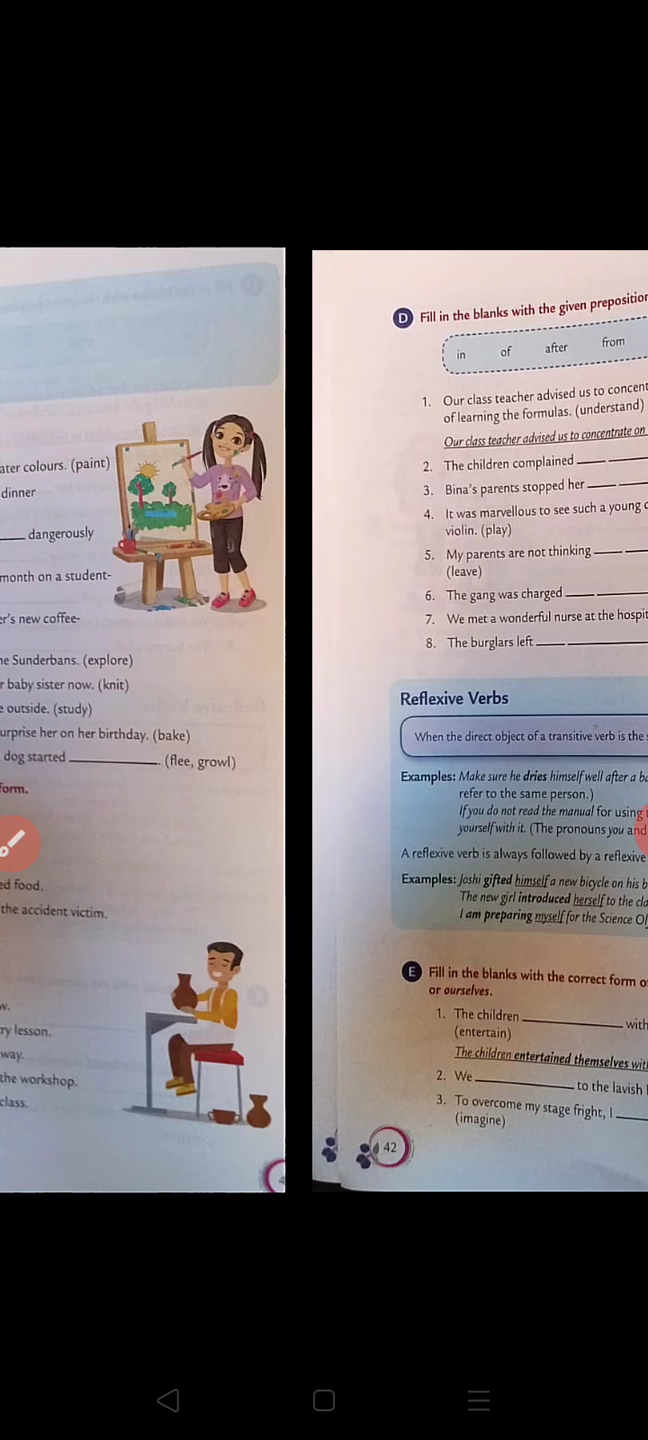 ater colours. (paint)
dinner
______ dangerously
month on a student-
er's new coffee-
he Sunderbans. (explore)
r baby sister now. (knit)
e outside. (study)
urprise her on her birthday. (bake)
dog started ______. (flee, growl)
form.
ed food.
the accident victim.
w.
ry lesson.
way.
the workshop.
class.
D Fill in the blanks with the given preposition
in of after from
1. Our class teacher advised us to concent
of learning the formulas. (understand)
Our class teacher advised us to concentrate on
2. The children complained ______
3. Bina's parents stopped her ______
4. It was marvellous to see such a young
violin. (play)
5. My parents are not thinking ______
(leave)
6. The gang was charged ______
7. We met a wonderful nurse at the hospit
8. The burglars left ______
Reflexive Verbs
When the direct object of a transitive verb is the
Examples: Make sure he dries himself well after a
refer to the same person.)
If you do not read the manual for using
yourself with it. (The pronouns you and
A reflexive verb is always followed by a reflexive
Examples: Joshi gifted himself a new bicycle on his
The new girl introduced herself to the cla
I am preparing myself for the Science
E Fill in the blanks with the correct form
or ourselves.
1. The children ______ with
(entertain)
The children entertained themselves wit
2. We ______ to the lavish
3. To overcome my stage fright, I ______
(imagine)
42